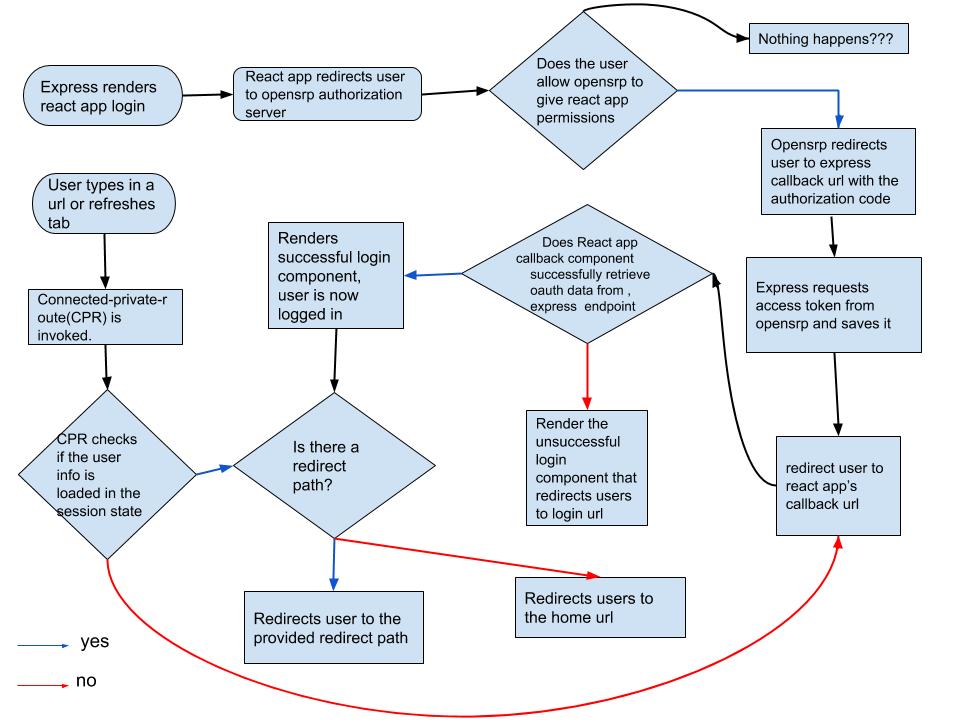 Nothing happens???
Express renders
react app login
React app redirects user
to opensrp authorization
server
Does the user
allow opensrp to
give react app
permissions
Opensrp redirects
user to express
callback url with the
authorization code
User types in a
url or refreshes
tab
Renders
successful login
component,
user is now
logged in
Does React app
callback component
successfully retrieve
oauth data from ,
express endpoint
Express requests
access token from
opensrp and saves it
Connected-private-r
oute(CPR) is
invoked.
CPR checks
if the user
info is
loaded in the
session state
Is there a
redirect
path?
Render the
unsuccessful
login
component that
redirects users
to login url
redirect user to
react app's
callback url
Redirects user to the
provided redirect path
Redirects users to
the home url
yes
no